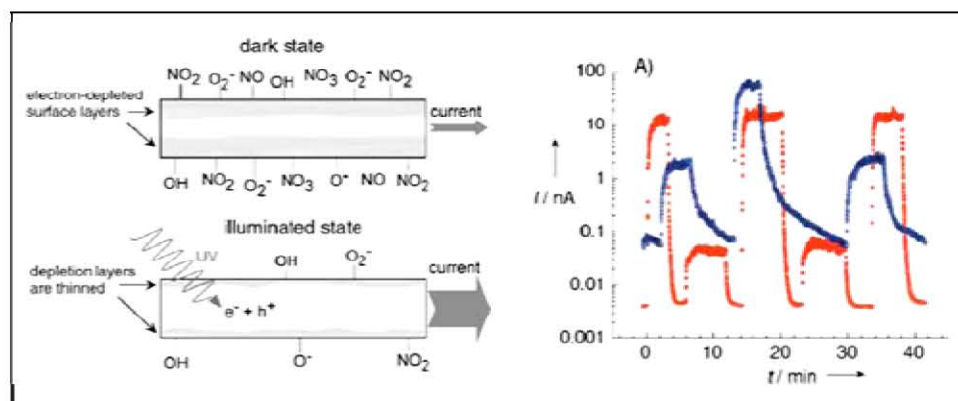 dark state
NO2 O2- NO OH NO3 O2- NO2
electron-depleted
surface layers
current
OH NO2 O2- NO3 O- NO NO2
illuminated state
UV
OH O2-
depletion layers
are thinned
current
e- + h+
OH O- NO2
A)
100
10
1
0.1
0.01
0.001
I / nA
0 10 20 30 40
t / min